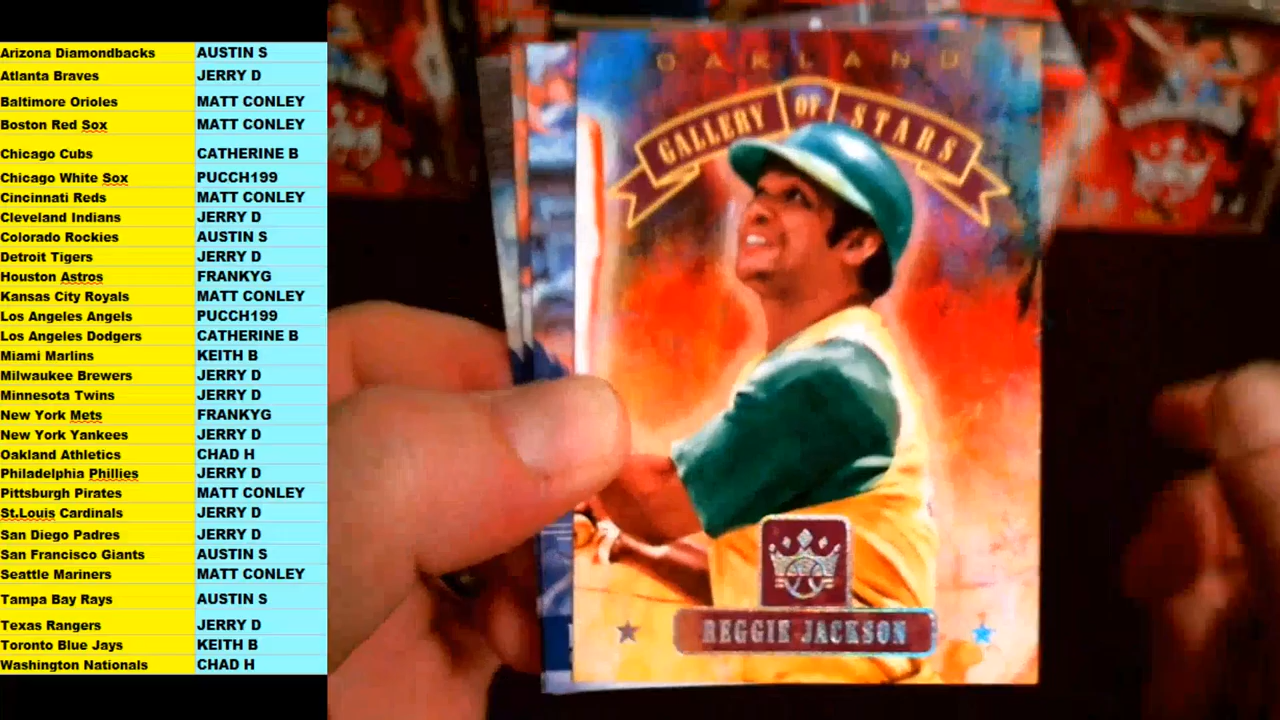 Arizona Diamondbacks AUSTIN S
Atlanta Braves JERRY D
Baltimore Orioles MATT CONLEY
Boston Red Sox MATT CONLEY
Chicago Cubs CATHERINE B
Chicago White Sox PUCCH199
Cincinnati Reds MATT CONLEY
Cleveland Indians JERRY D
Colorado Rockies AUSTIN S
Detroit Tigers JERRY D
Houston Astros FRANKYG
Kansas City Royals MATT CONLEY
Los Angeles Angels PUCCH199
Los Angeles Dodgers CATHERINE B
Miami Marlins KEITH B
Milwaukee Brewers JERRY D
Minnesota Twins JERRY D
New York Mets FRANKYG
New York Yankees JERRY D
Oakland Athletics CHAD H
Philadelphia Phillies JERRY D
Pittsburgh Pirates MATT CONLEY
St.Louis Cardinals JERRY D
San Diego Padres JERRY D
San Francisco Giants AUSTIN S
Seattle Mariners MATT CONLEY
Tampa Bay Rays AUSTIN S
Texas Rangers JERRY D
Toronto Blue Jays KEITH B
Washington Nationals CHAD H
OAKLAND
GALLERY OF STARS
REGGIE JACKSON